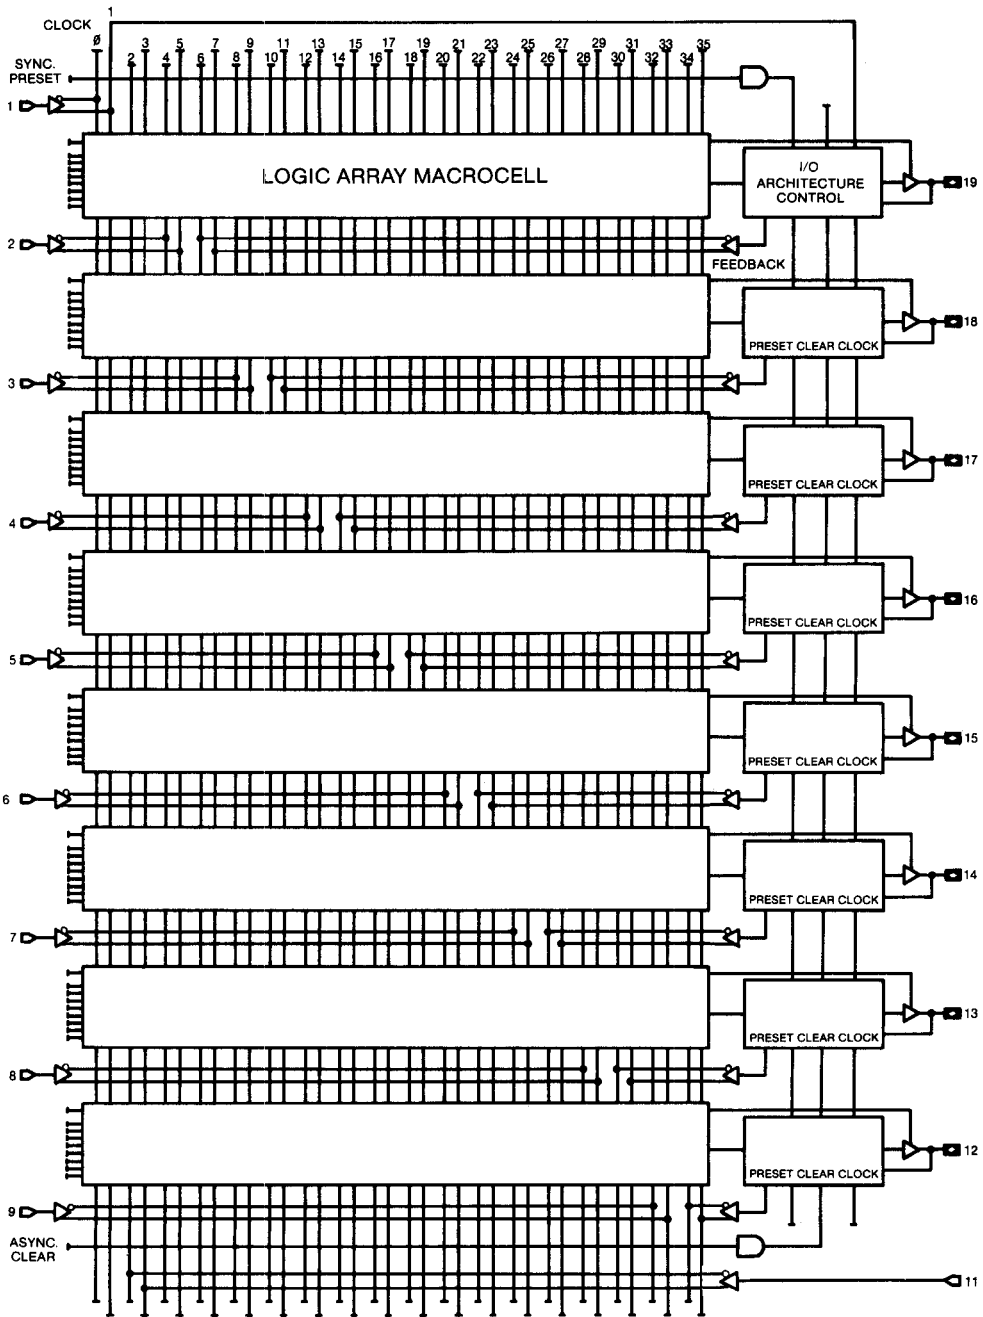 1
CLOCK
Ø 3 5 7 9 11 13 15 17 19 21 23 25 27 29 31 33 35
2 4 6 8 10 12 14 16 18 20 22 24 26 28 30 32 34
SYNC.
PRESET
1
LOGIC ARRAY MACROCELL
I/O
ARCHITECTURE
CONTROL
19
2
FEEDBACK
18
PRESET CLEAR CLOCK
3
17
PRESET CLEAR CLOCK
4
16
PRESET CLEAR CLOCK
5
15
PRESET CLEAR CLOCK
6
14
PRESET CLEAR CLOCK
7
13
PRESET CLEAR CLOCK
8
12
PRESET CLEAR CLOCK
9
ASYNC.
CLEAR
11